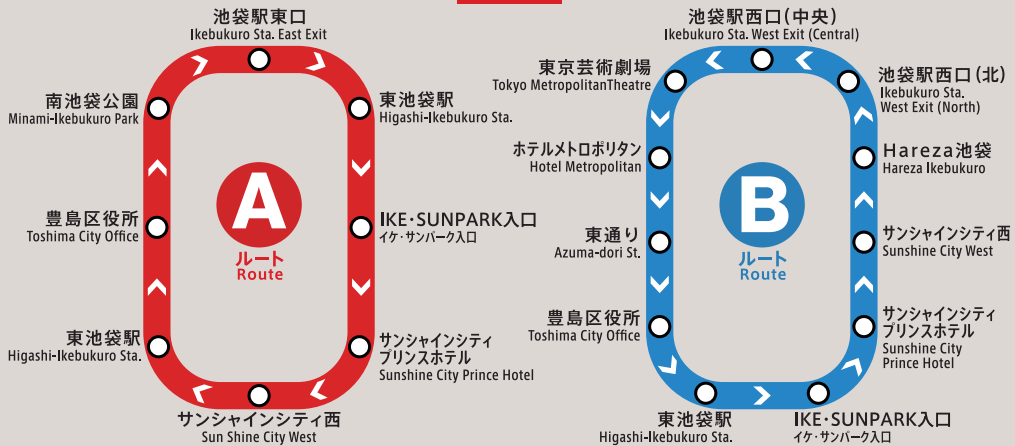 池袋駅東口
Ikebukuro Sta. East Exit
東池袋駅
Higashi-Ikebukuro Sta.
IKE・SUNPARK入口
イケ・サンパーク入口
サンシャインシティ
プリンスホテル
Sunshine City Prince Hotel
サンシャインシティ西
Sun Shine City West
東池袋駅
Higashi-Ikebukuro Sta.
豊島区役所
Toshima City Office
南池袋公園
Minami-Ikebukuro Park
A
ルート
Route
池袋駅西口(中央)
Ikebukuro Sta. West Exit (Central)
東京芸術劇場
Tokyo MetropolitanTheatre
ホテルメトロポリタン
Hotel Metropolitan
東通り
Azuma-dori St.
豊島区役所
Toshima City Office
東池袋駅
Higashi-Ikebukuro Sta.
IKE・SUNPARK入口
イケ・サンパーク入口
サンシャインシティ
プリンスホテル
Sunshine City
Prince Hotel
サンシャインシティ西
Sunshine City West
Hareza池袋
Hareza Ikebukuro
池袋駅西口(北)
Ikebukuro Sta.
West Exit (North)
B
ルート
Route